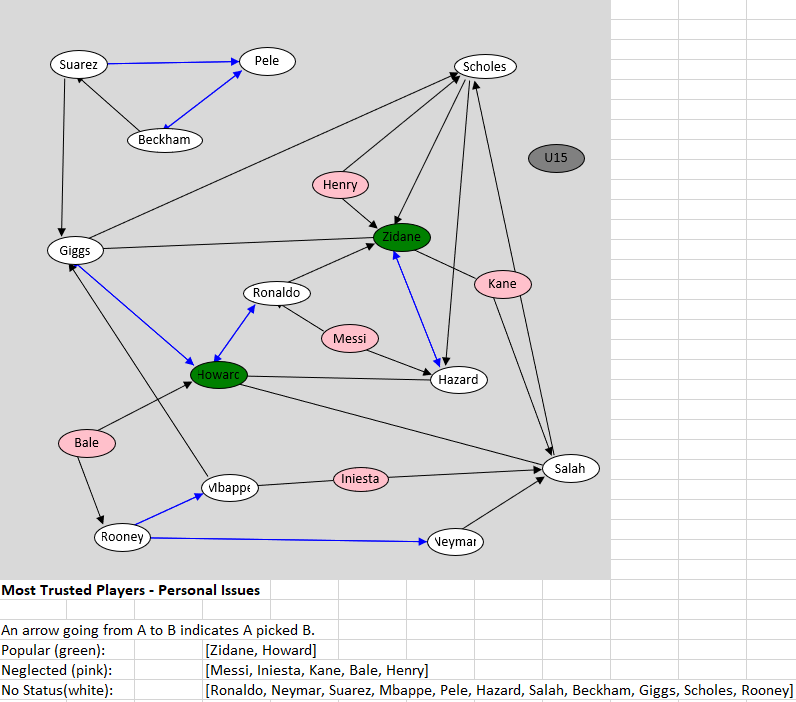 Suarez
Pele
Scholes
Beckham
U15
Henry
Zidane
Giggs
Kane
Ronaldo
Messi
Howard
Hazard
Bale
Salah
Iniesta
Mbappe
Rooney
Neymar
Most Trusted Players - Personal Issues
An arrow going from A to B indicates A picked B.
Popular (green): [Zidane, Howard]
Neglected (pink): [Messi, Iniesta, Kane, Bale, Henry]
No Status(white): [Ronaldo, Neymar, Suarez, Mbappe, Pele, Hazard, Salah, Beckham, Giggs, Scholes, Rooney]